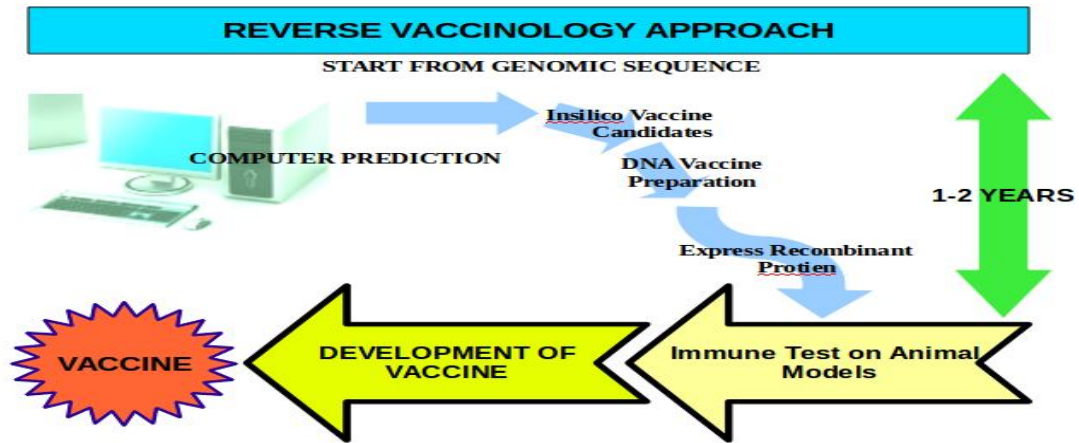 REVERSE VACCINOLOGY APPROACH
START FROM GENOMIC SEQUENCE
Insilico Vaccine
Candidates
COMPUTER PREDICTION
DNA Vaccine
Preparation
1-2 YEARS
Express Recombinant
Protien
VACCINE
DEVELOPMENT OF
VACCINE
Immune Test on Animal
Models